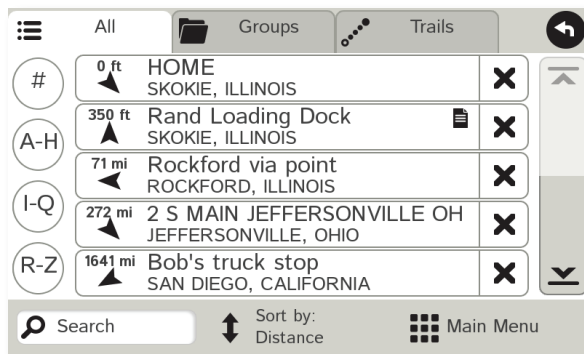 All
Groups
Trails
#
A-H
I-Q
R-Z
0 ft
HOME
SKOKIE, ILLINOIS
350 ft
Rand Loading Dock
SKOKIE, ILLINOIS
71 mi
Rockford via point
ROCKFORD, ILLINOIS
272 mi
2 S MAIN JEFFERSONVILLE OH
JEFFERSONVILLE, OHIO
1641 mi
Bob's truck stop
SAN DIEGO, CALIFORNIA
Search
Sort by:
Distance
Main Menu